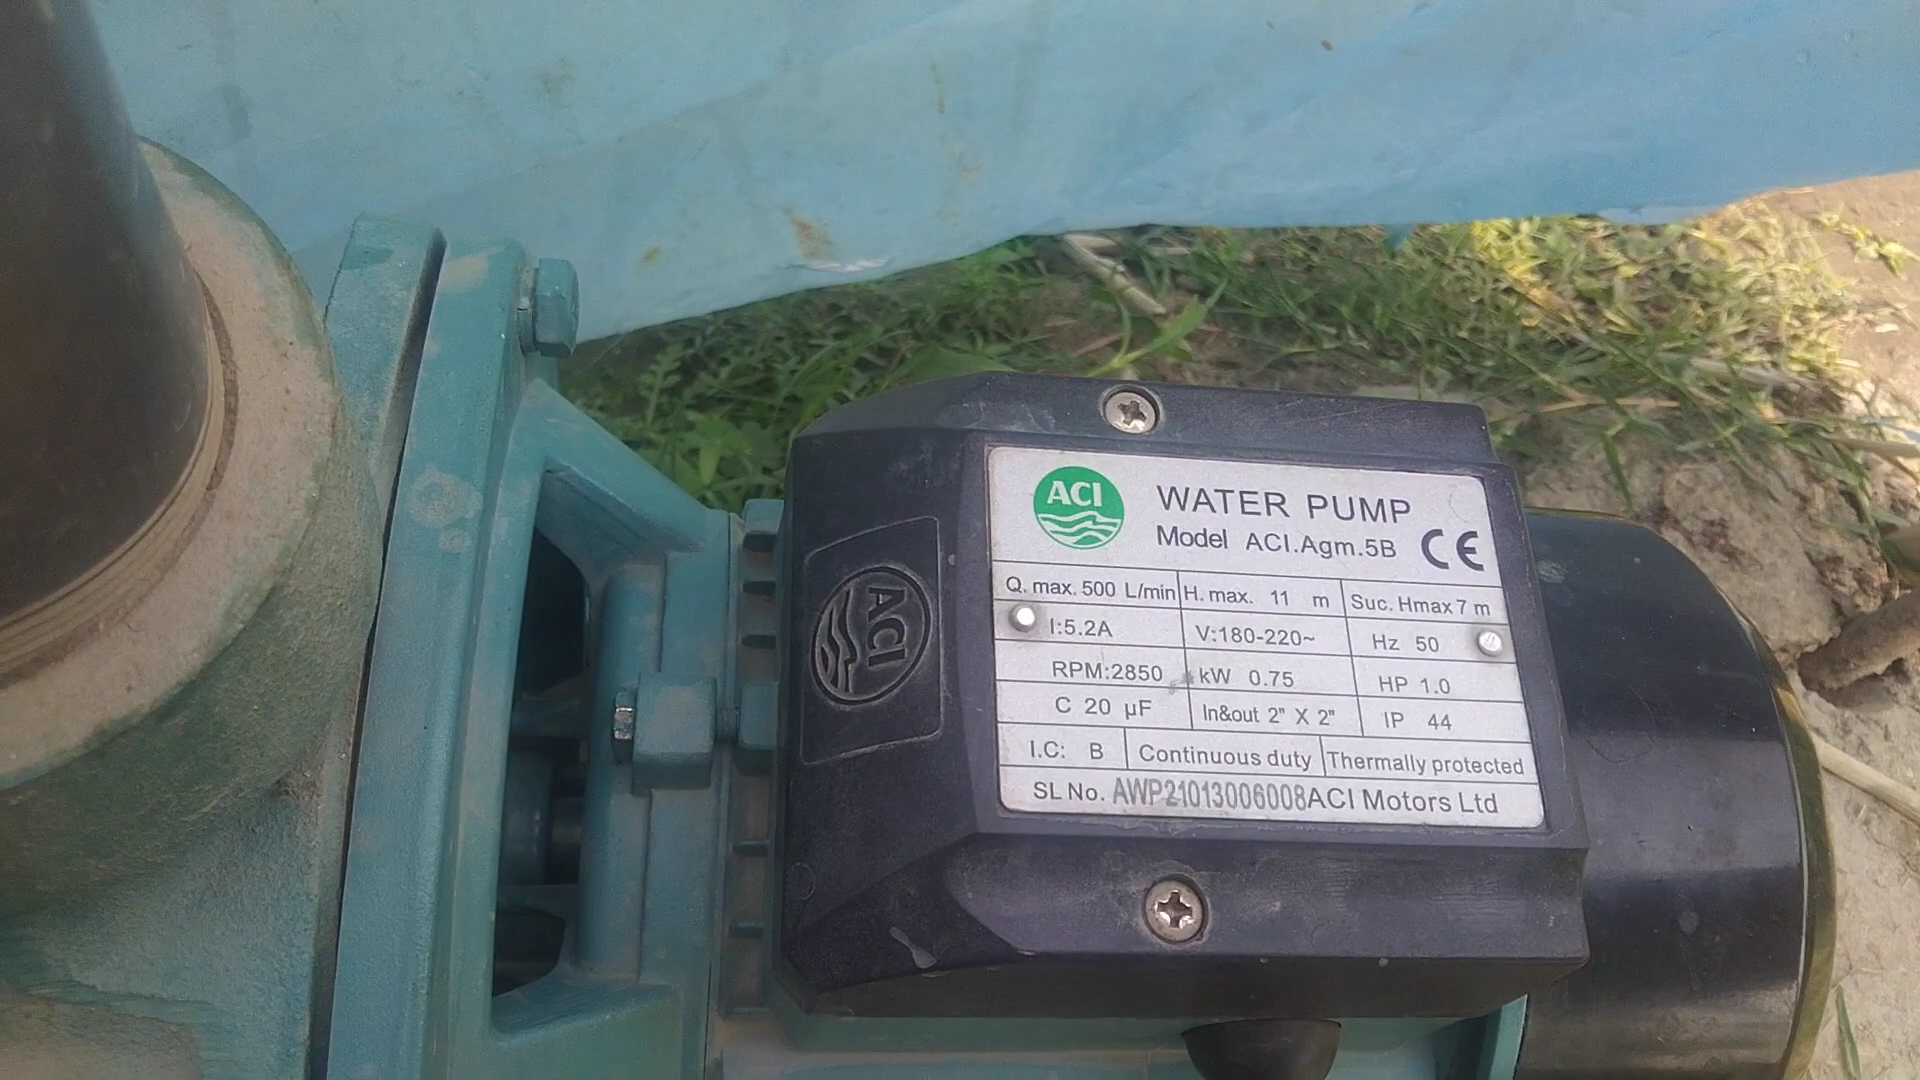 ACI
WATER PUMP
Model ACI.Agm.5B CE
Q. max. 500 L/min H. max. 11 m Suc. Hmax 7 m
I:5.2A V:180-220~ Hz 50
RPM:2850 kW 0.75 HP 1.0
C 20 µF In&out 2" X 2" IP 44
I.C: B Continuous duty Thermally protected
SL No. AWP21013006008 ACI Motors Ltd
ACI